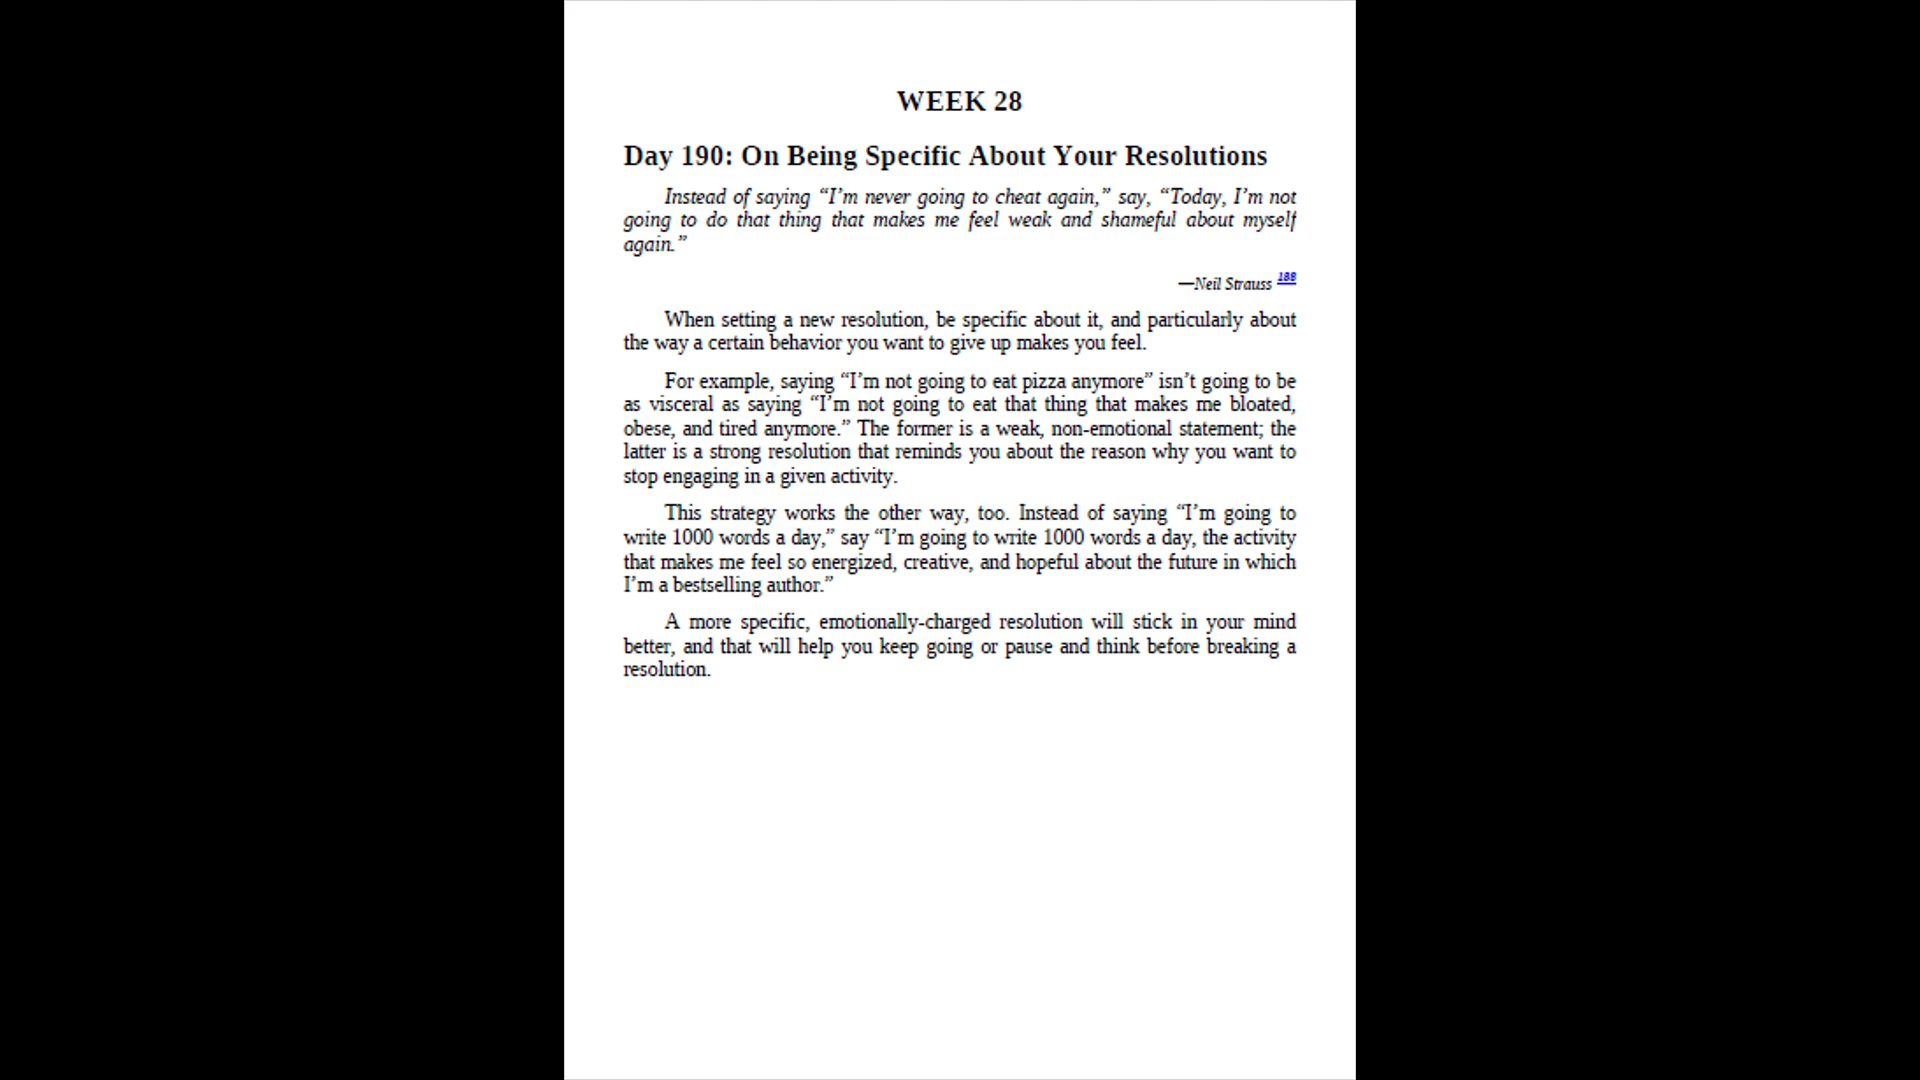 WEEK 28
Day 190: On Being Specific About Your Resolutions
Instead of saying “I’m never going to cheat again,” say, “Today, I’m not
going to do that thing that makes me feel weak and shameful about myself
again.”
—Neil Strauss 188
When setting a new resolution, be specific about it, and particularly about
the way a certain behavior you want to give up makes you feel.
For example, saying “I’m not going to eat pizza anymore” isn’t going to be
as visceral as saying “I’m not going to eat that thing that makes me bloated,
obese, and tired anymore.” The former is a weak, non-emotional statement; the
latter is a strong resolution that reminds you about the reason why you want to
stop engaging in a given activity.
This strategy works the other way, too. Instead of saying “I’m going to
write 1000 words a day,” say “I’m going to write 1000 words a day, the activity
that makes me feel so energized, creative, and hopeful about the future in which
I’m a bestselling author.”
A more specific, emotionally-charged resolution will stick in your mind
better, and that will help you keep going or pause and think before breaking a
resolution.